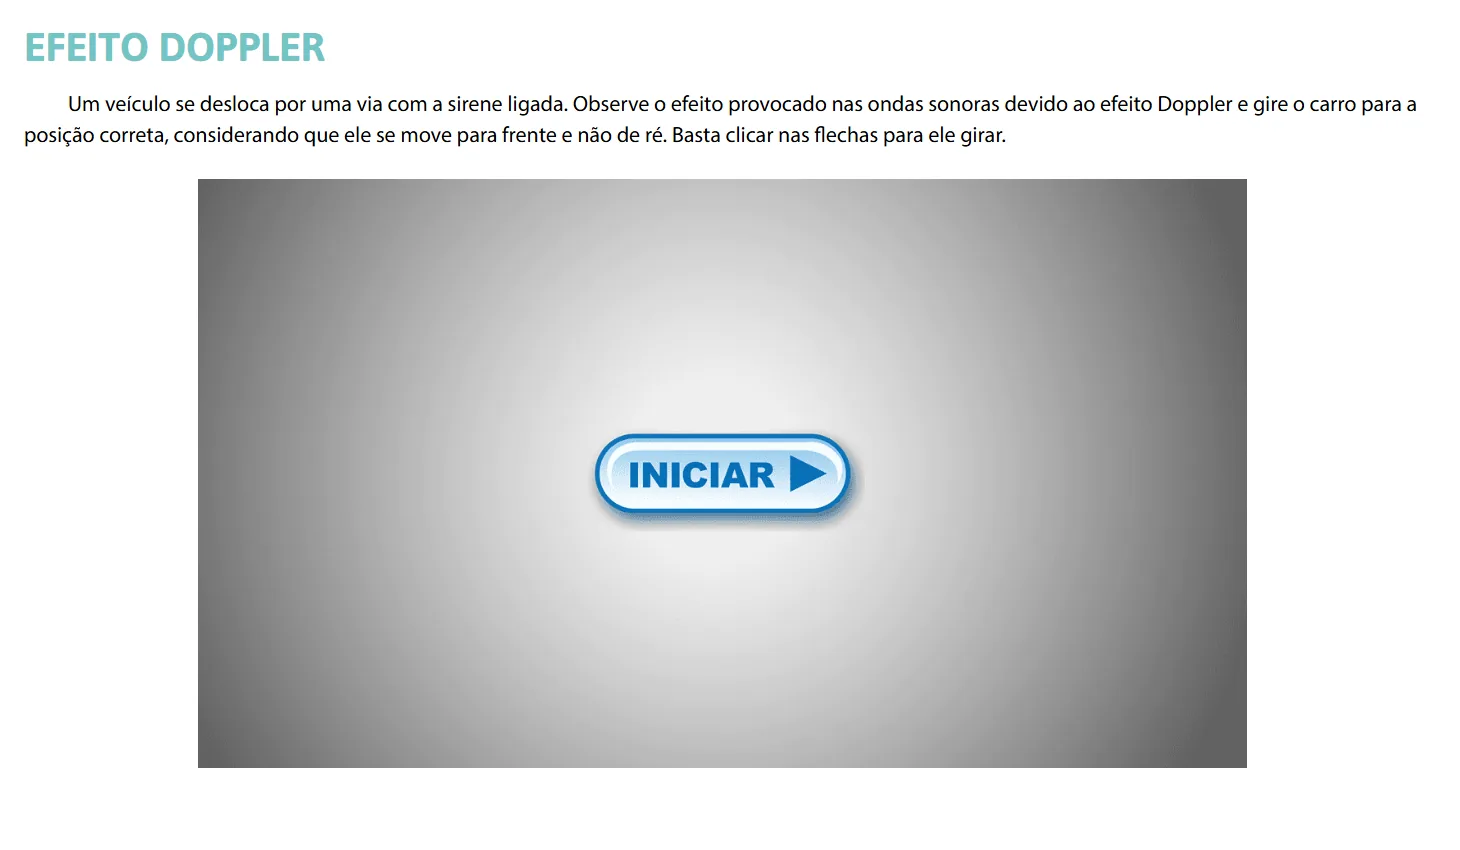 EFEITO DOPPLER
Um veículo se desloca por uma via com a sirene ligada. Observe o efeito provocado nas ondas sonoras devido ao efeito Doppler e gire o carro para a
posição correta, considerando que ele se move para frente e não de ré. Basta clicar nas flechas para ele girar.
INICIAR